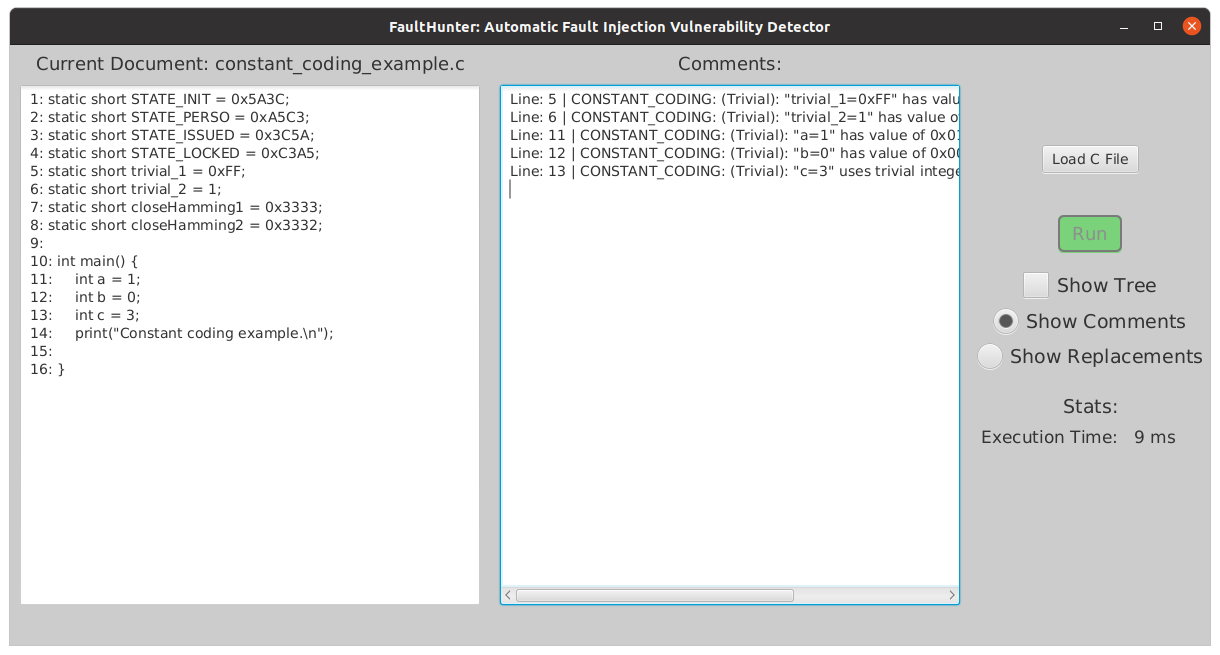 FaultHunter: Automatic Fault Injection Vulnerability Detector
Current Document: constant_coding_example.c
1: static short STATE_INIT = 0x5A3C;
2: static short STATE_PERSO = 0xA5C3;
3: static short STATE_ISSUED = 0x3C5A;
4: static short STATE_LOCKED = 0xC3A5;
5: static short trivial_1 = 0xFF;
6: static short trivial_2 = 1;
7: static short closeHamming1 = 0x3333;
8: static short closeHamming2 = 0x3332;
9:
10: int main() {
11:     int a = 1;
12:     int b = 0;
13:     int c = 3;
14:     print("Constant coding example.\n");
15:
16: }
Comments:
Line: 5 | CONSTANT_CODING: (Trivial): "trivial_1=0xFF" has valu
Line: 6 | CONSTANT_CODING: (Trivial): "trivial_2=1" has value o
Line: 11 | CONSTANT_CODING: (Trivial): "a=1" has value of 0x01
Line: 12 | CONSTANT_CODING: (Trivial): "b=0" has value of 0x00
Line: 13 | CONSTANT_CODING: (Trivial): "c=3" uses trivial intege
Load C File
Run
Show Tree
Show Comments
Show Replacements
Stats:
Execution Time: 9 ms